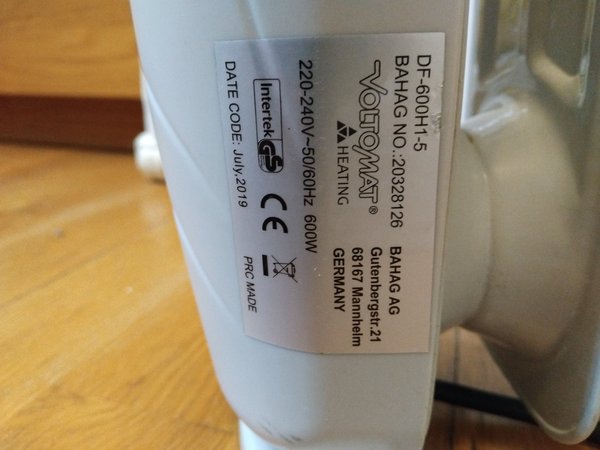 DF-600H1-5
BAHAG NO.:20328126
VOLTOMAT®
HEATING
BAHAG AG
Gutenbergstr.21
68167 Mannheim
GERMANY
220-240V~50/60Hz 600W
Intertek
GS
CE
DATE CODE: July.2019
PRC MADE